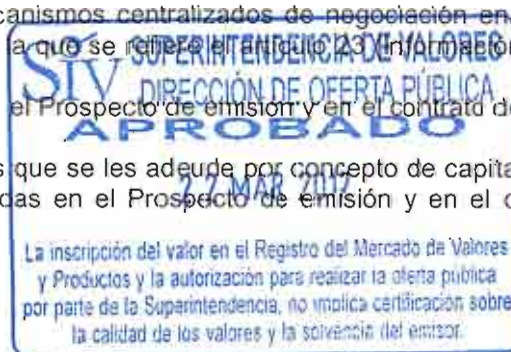 canismos centralizados de negociación en
la que se refiere el artículo 23 (Información
el Prospecto de emisión y en el contrato de
s que se les adeude por concepto de capita
das en el Prospecto de emisión y en el c
SIV SUPERINTENDENCIA DE VALORES
DIRECCIÓN DE OFERTA PÚBLICA
APROBADO
27 MAR 2017
La inscripción del valor en el Registro del Mercado de Valores
y Productos y la autorización para realizar la oferta pública
por parte de la Superintendencia, no implica certificación sobre
la calidad de los valores y la solvencia del emisor.